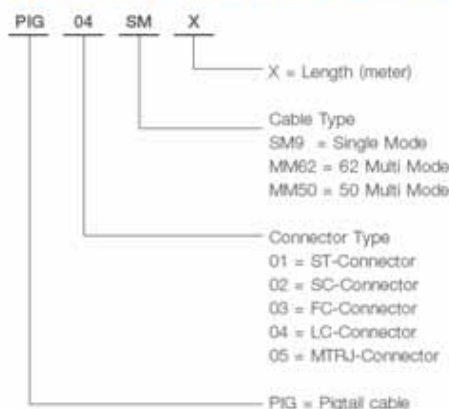 PIG 04 SM X
X = Length (meter)
Cable Type
SM9 = Single Mode
MM62 = 62 Multi Mode
MM50 = 50 Multi Mode
Connector Type
01 = ST-Connector
02 = SC-Connector
03 = FC-Connector
04 = LC-Connector
05 = MTRJ-Connector
PIG = Pigtail cable